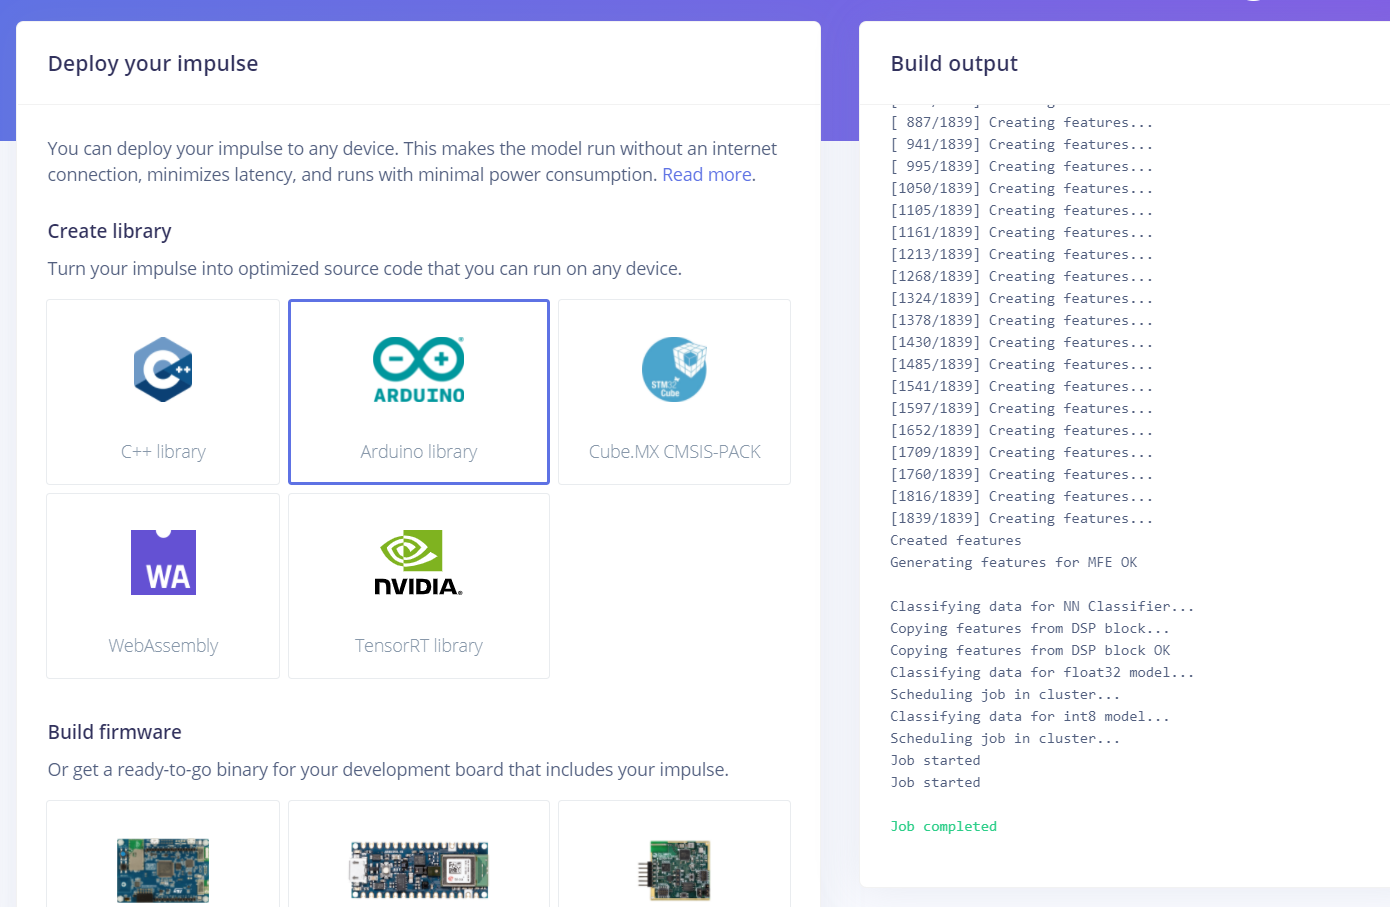 Deploy your impulse
You can deploy your impulse to any device. This makes the model run without an internet
connection, minimizes latency, and runs with minimal power consumption. Read more.
Create library
Turn your impulse into optimized source code that you can run on any device.
C++
C++ library
ARDUINO
Arduino library
STM32
Cube
Cube.MX CMSIS-PACK
WA
WebAssembly
NVIDIA
TensorRT library
Build firmware
Or get a ready-to-go binary for your development board that includes your impulse.
Build output
[ 887/1839] Creating features...
[ 941/1839] Creating features...
[ 995/1839] Creating features...
[1050/1839] Creating features...
[1105/1839] Creating features...
[1161/1839] Creating features...
[1213/1839] Creating features...
[1268/1839] Creating features...
[1324/1839] Creating features...
[1378/1839] Creating features...
[1430/1839] Creating features...
[1485/1839] Creating features...
[1541/1839] Creating features...
[1597/1839] Creating features...
[1652/1839] Creating features...
[1709/1839] Creating features...
[1760/1839] Creating features...
[1816/1839] Creating features...
[1839/1839] Creating features...
Created features
Generating features for MFE OK
Classifying data for NN Classifier...
Copying features from DSP block...
Copying features from DSP block OK
Classifying data for float32 model...
Scheduling job in cluster...
Classifying data for int8 model...
Scheduling job in cluster...
Job started
Job started
Job completed